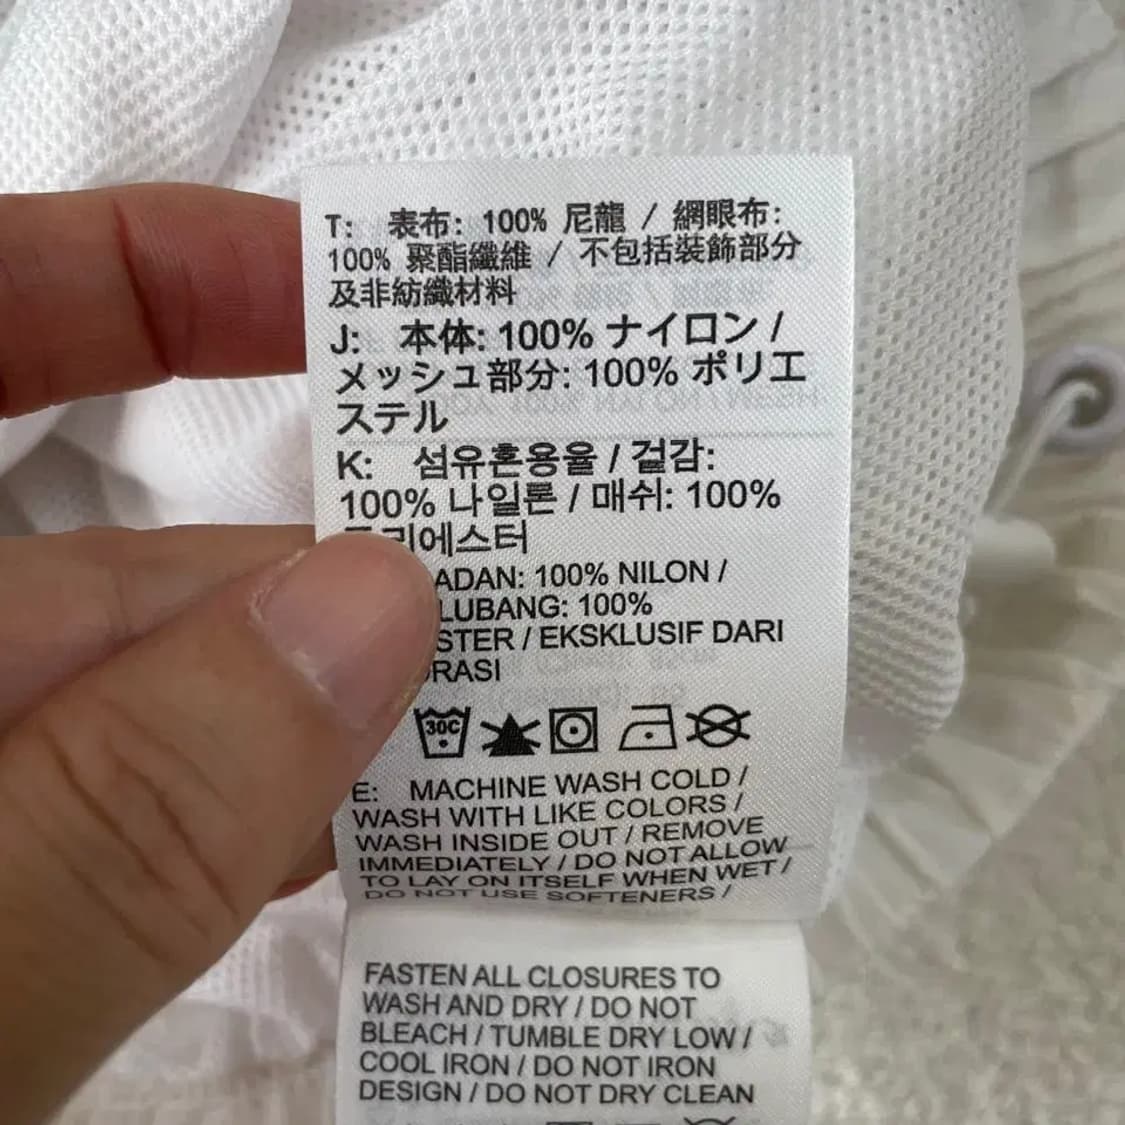 T: 表布: 100% 尼龍 / 網眼布:
100% 聚酯纖維 / 不包括裝飾部分
及非紡織材料
J: 本体: 100% ナイロン /
メッシュ部分: 100% ポリエ
ステル
K: 섬유혼용율 / 겉감:
100% 나일론 / 매쉬: 100%
리에스터
ADAN: 100% NILON /
LUBANG: 100%
STER / EKSKLUSIF DARI
RASI
30C
E: MACHINE WASH COLD /
WASH WITH LIKE COLORS /
WASH INSIDE OUT / REMOVE
IMMEDIATELY / DO NOT ALLOW
TO LAY ON ITSELF WHEN WET /
DO NOT USE SOFTENERS /
FASTEN ALL CLOSURES TO
WASH AND DRY / DO NOT
BLEACH / TUMBLE DRY LOW /
COOL IRON / DO NOT IRON
DESIGN / DO NOT DRY CLEAN